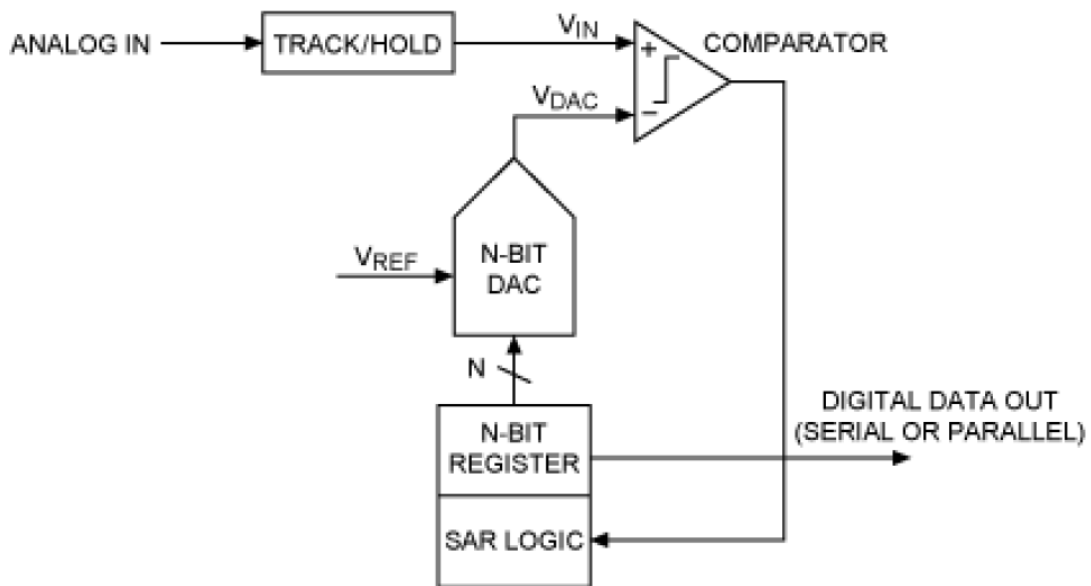 ANALOG IN
TRACK/HOLD
VIN
COMPARATOR
+
VDAC
−
VREF
N-BIT
DAC
N
N-BIT
REGISTER
DIGITAL DATA OUT
(SERIAL OR PARALLEL)
SAR LOGIC